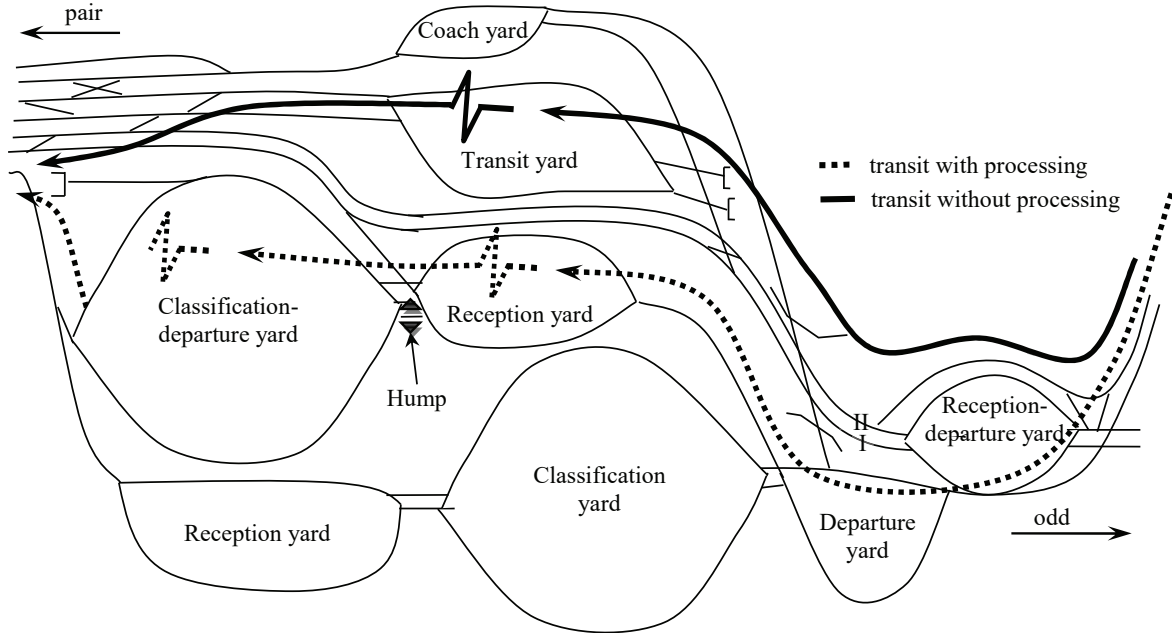 pair
Coach yard
Transit yard
transit with processing
transit without processing
Classification-
departure yard
Reception yard
Hump
II
I
Reception-
departure yard
Classification
yard
Reception yard
Departure
yard
odd